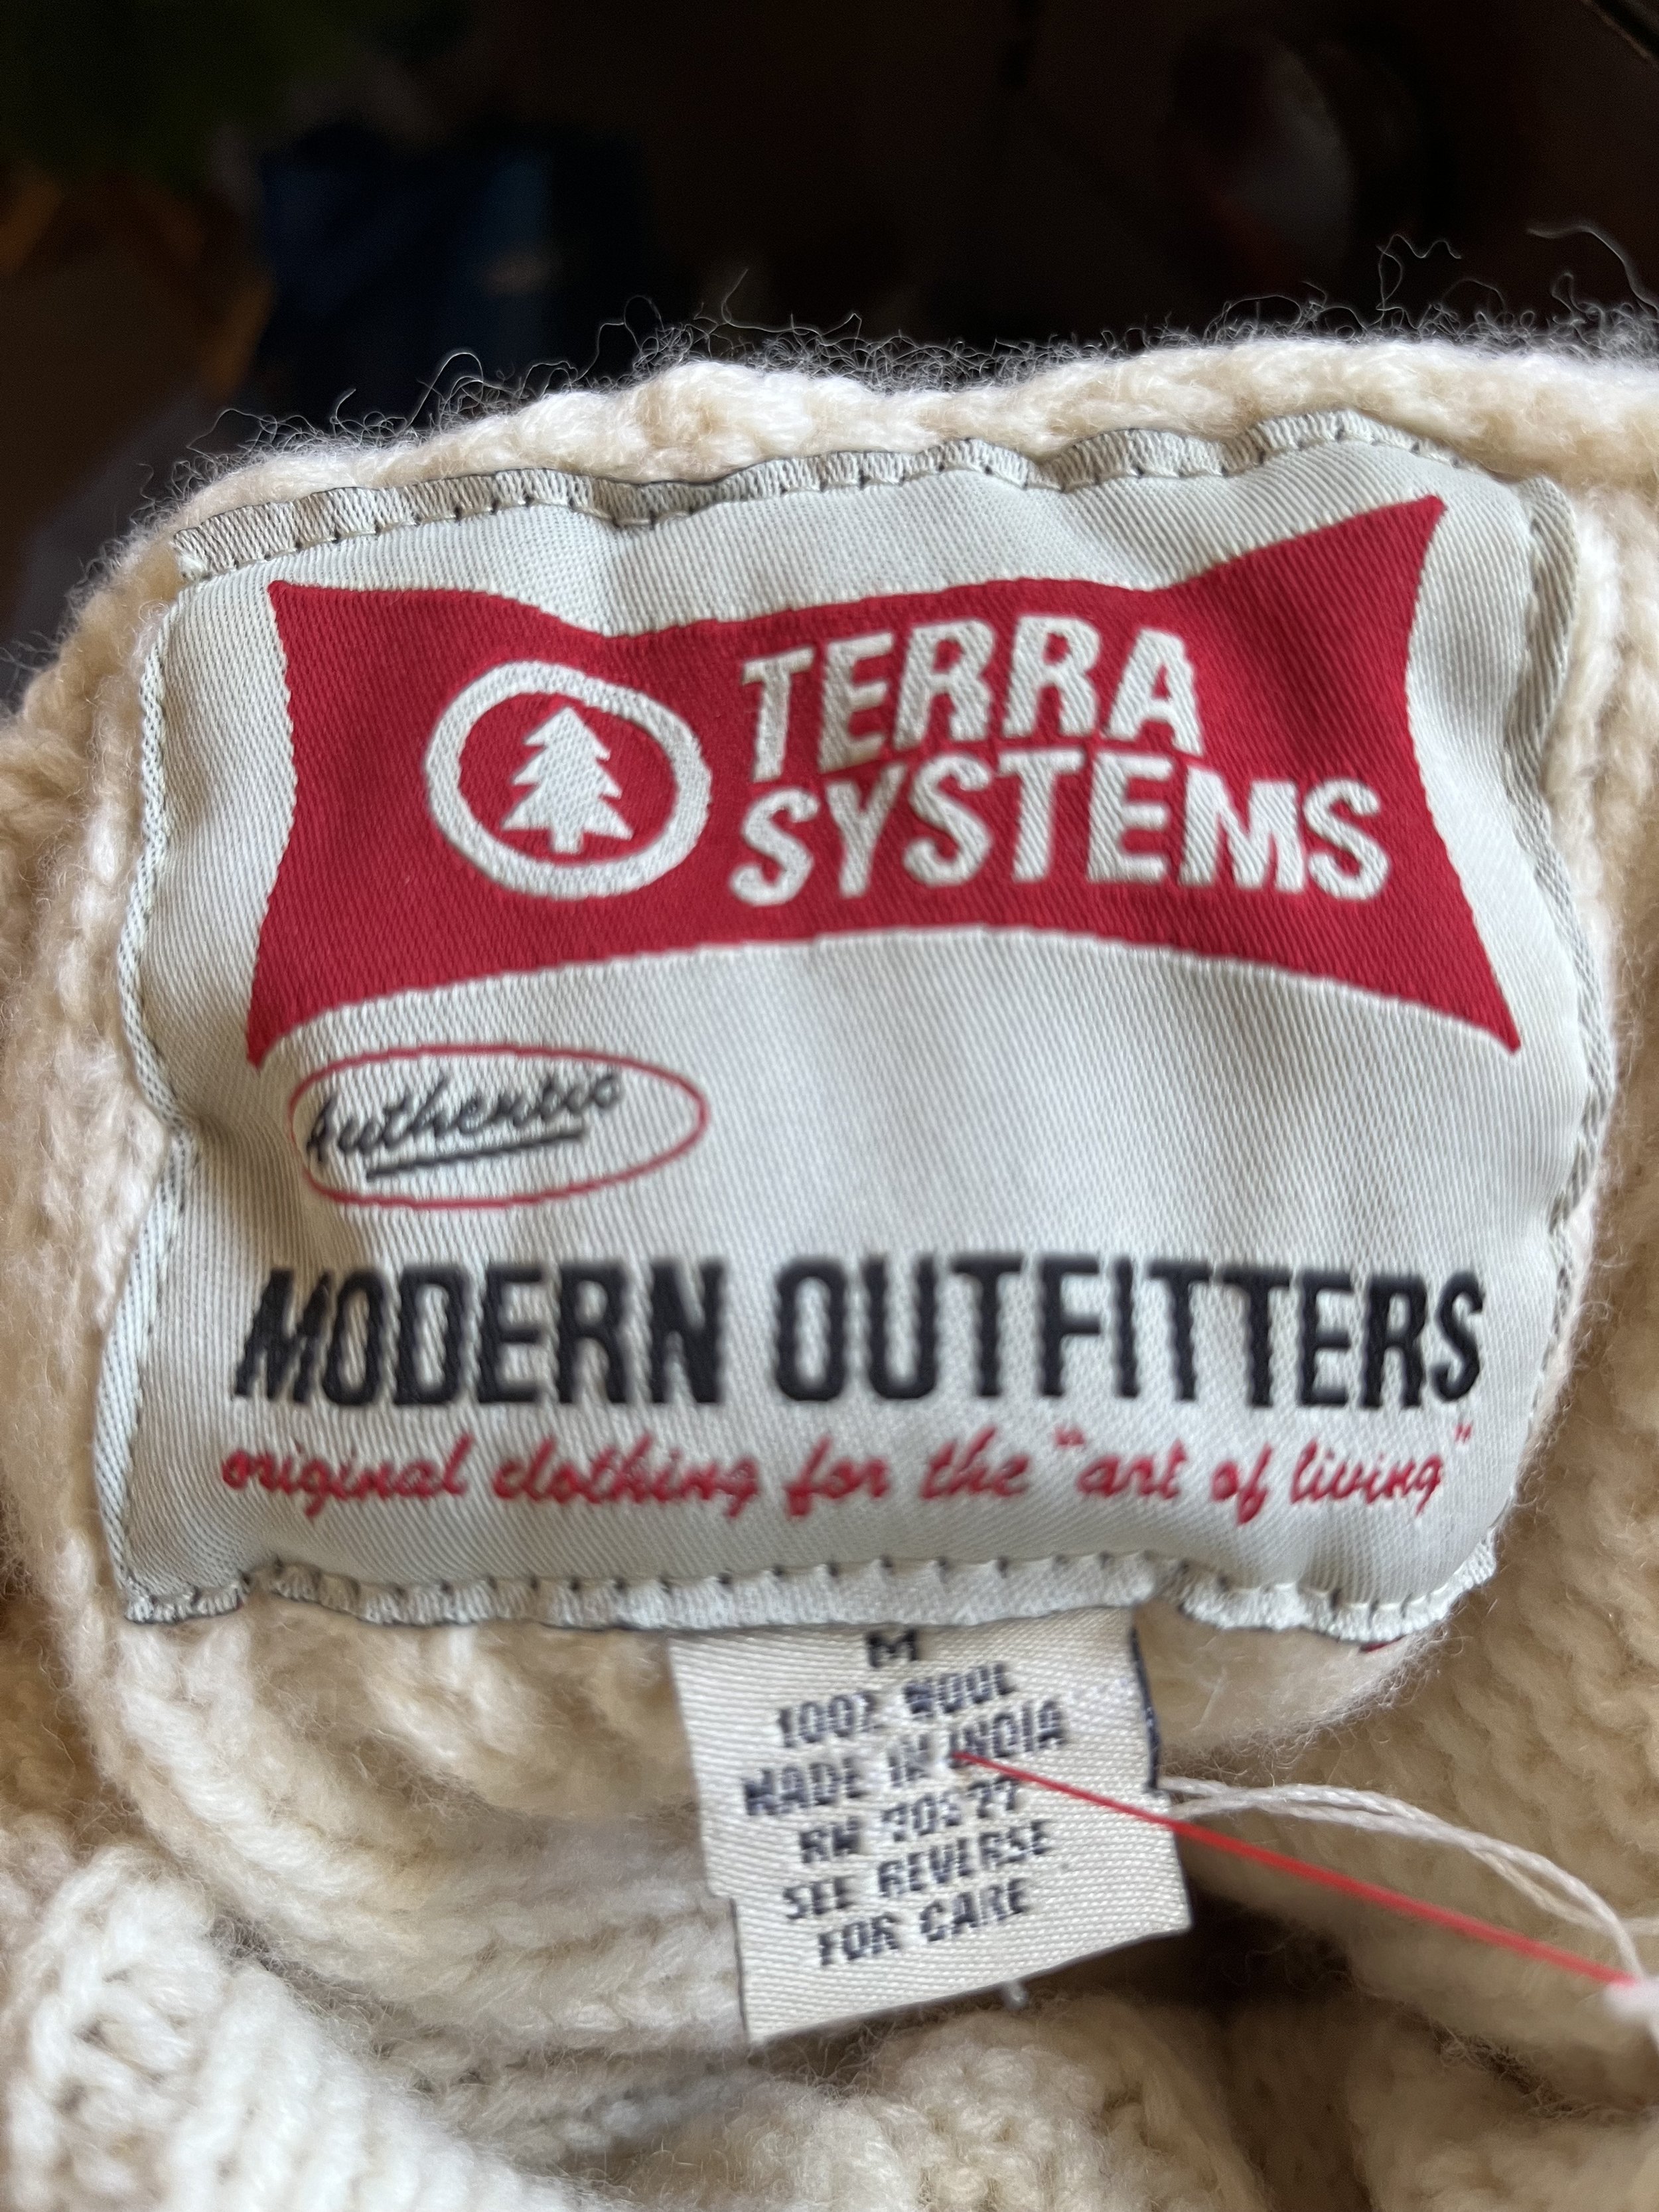 TERRA
SYSTEMS
Authentic
MODERN OUTFITTERS
original clothing for the "art of living"
M
100% WOOL
MADE IN INDIA
RN
SEE REVERSE
FOR CARE